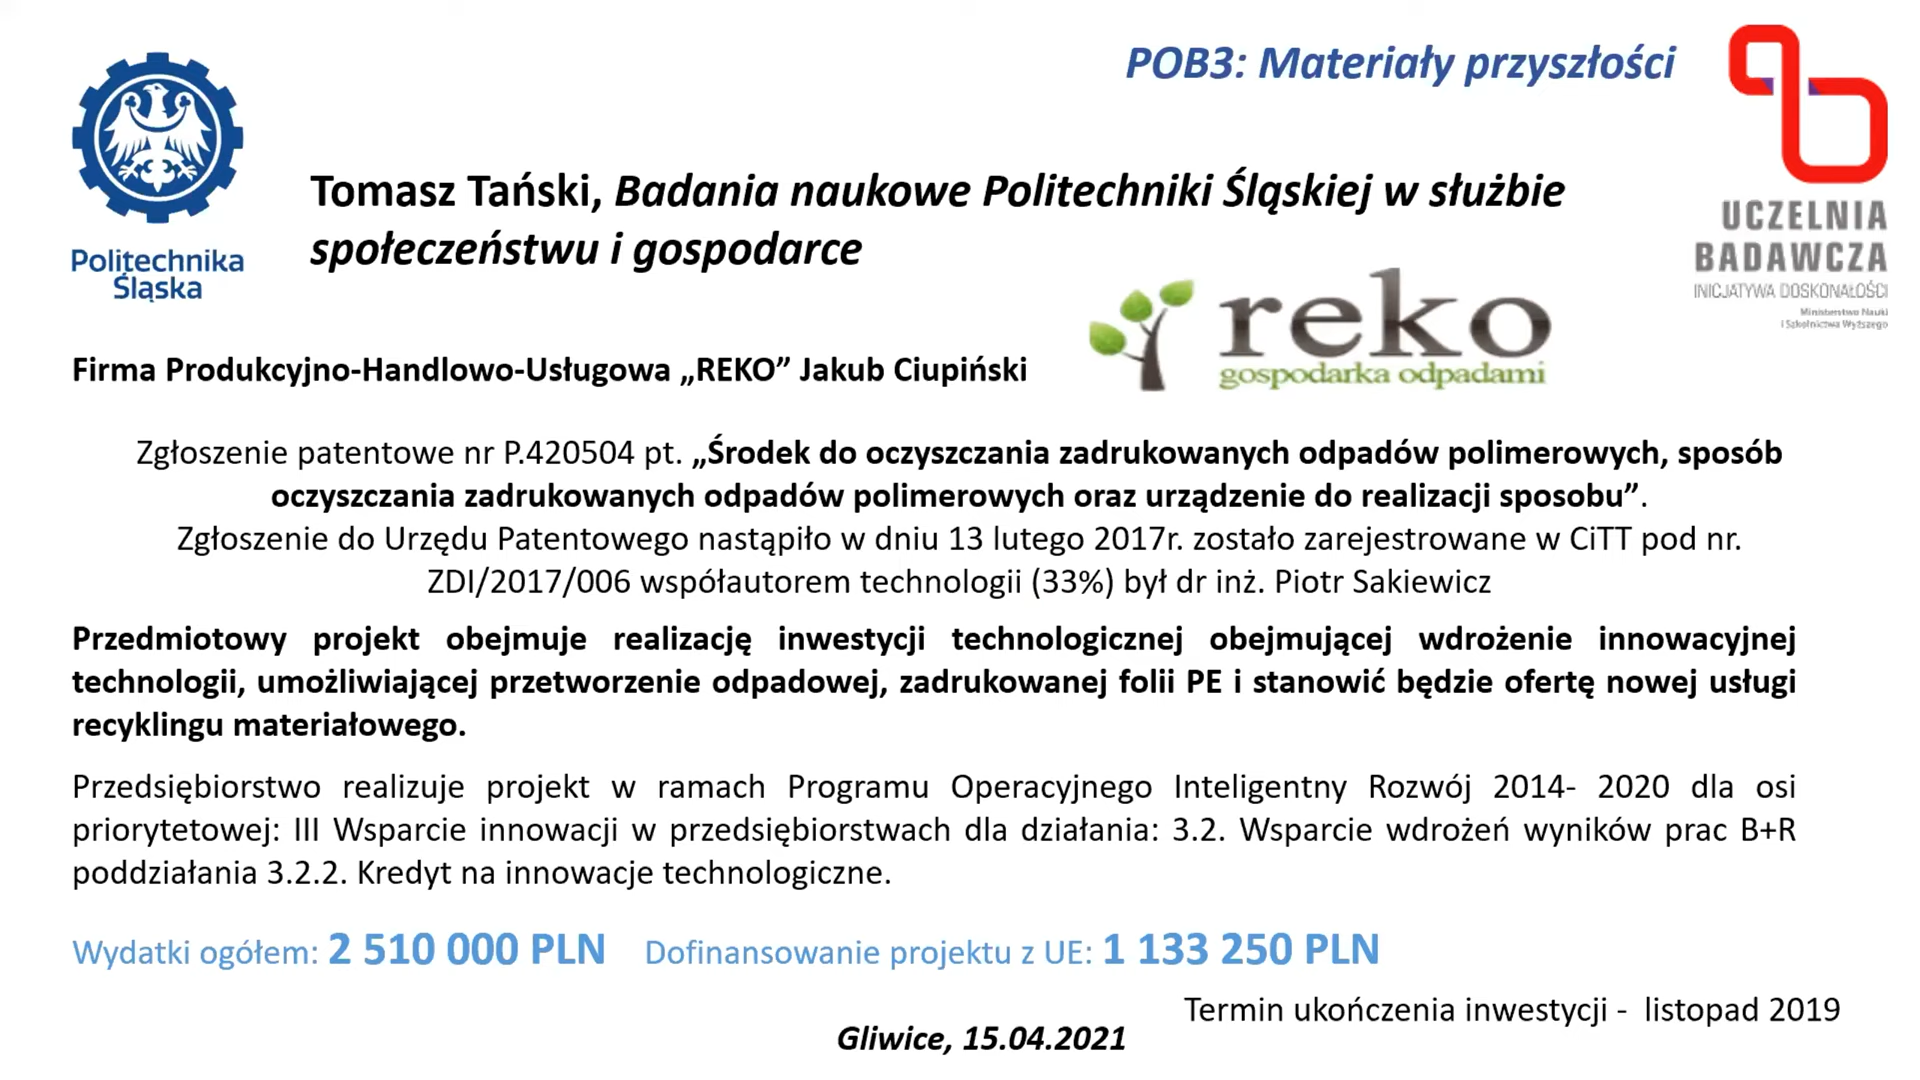 POB3: Materiały przyszłości
Politechnika
Śląska
Tomasz Tański, Badania naukowe Politechniki Śląskiej w służbie
społeczeństwu i gospodarce
UCZELNIA
BADAWCZA
INICJATYWA DOSKONAŁOŚCI
Ministerstwo Nauki
i Szkolnictwa Wyższego
reko
gospodarka odpadami
Firma Produkcyjno-Handlowo-Usługowa „REKO” Jakub Ciupiński
Zgłoszenie patentowe nr P.420504 pt. „Środek do oczyszczania zadrukowanych odpadów polimerowych, sposób
oczyszczania zadrukowanych odpadów polimerowych oraz urządzenie do realizacji sposobu”.
Zgłoszenie do Urzędu Patentowego nastąpiło w dniu 13 lutego 2017r. zostało zarejestrowane w CiTT pod nr.
ZDI/2017/006 współautorem technologii (33%) był dr inż. Piotr Sakiewicz
Przedmiotowy projekt obejmuje realizację inwestycji technologicznej obejmującej wdrożenie innowacyjnej
technologii, umożliwiającej przetworzenie odpadowej, zadrukowanej folii PE i stanowić będzie ofertę nowej usługi
recyklingu materiałowego.
Przedsiębiorstwo realizuje projekt w ramach Programu Operacyjnego Inteligentny Rozwój 2014- 2020 dla osi
priorytetowej: III Wsparcie innowacji w przedsiębiorstwach dla działania: 3.2. Wsparcie wdrożeń wyników prac B+R
poddziałania 3.2.2. Kredyt na innowacje technologiczne.
Wydatki ogółem: 2 510 000 PLN Dofinansowanie projektu z UE: 1 133 250 PLN
Termin ukończenia inwestycji - listopad 2019
Gliwice, 15.04.2021